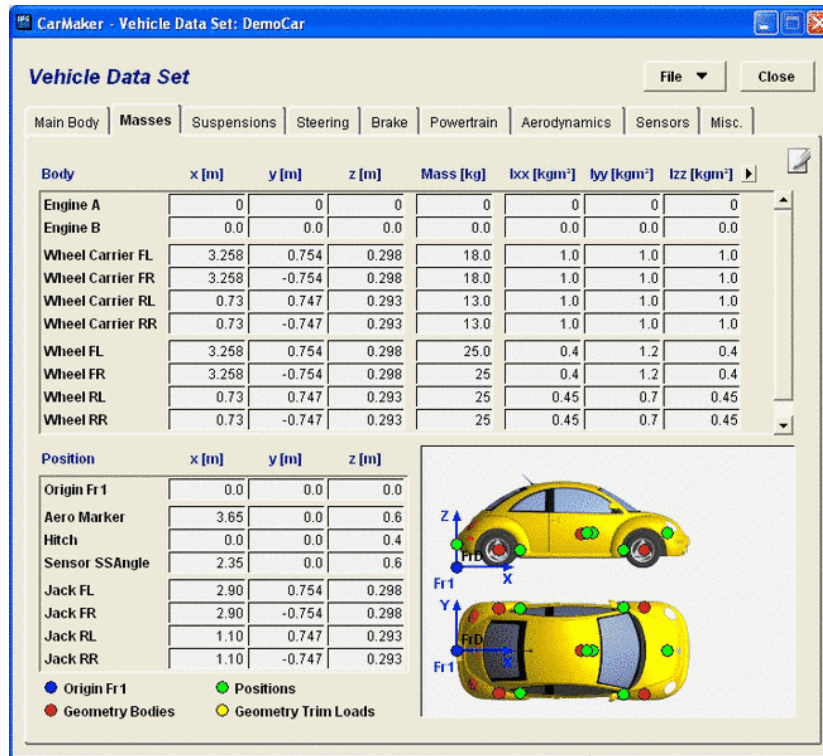 CarMaker - Vehicle Data Set: DemoCar
Vehicle Data Set
File ▼ Close
Main Body Masses Suspensions Steering Brake Powertrain Aerodynamics Sensors Misc.
Body x [m] y [m] z [m] Mass [kg] Ixx [kgm²] Iyy [kgm²] Izz [kgm²]
Engine A 0 0 0 0 0 0 0
Engine B 0.0 0.0 0.0 0.0 0.0 0.0 0.0
Wheel Carrier FL 3.258 0.754 0.298 18.0 1.0 1.0 1.0
Wheel Carrier FR 3.258 -0.754 0.298 18.0 1.0 1.0 1.0
Wheel Carrier RL 0.73 0.747 0.293 13.0 1.0 1.0 1.0
Wheel Carrier RR 0.73 -0.747 0.293 13.0 1.0 1.0 1.0
Wheel FL 3.258 0.754 0.298 25.0 0.4 1.2 0.4
Wheel FR 3.258 -0.754 0.298 25 0.4 1.2 0.4
Wheel RL 0.73 0.747 0.293 25 0.45 0.7 0.45
Wheel RR 0.73 -0.747 0.293 25 0.45 0.7 0.45
Position x [m] y [m] z [m]
Origin Fr1 0.0 0.0 0.0
Aero Marker 3.65 0.0 0.6
Hitch 0.0 0.0 0.4
Sensor SSAngle 2.35 0.0 0.6
Jack FL 2.90 0.754 0.298
Jack FR 2.90 -0.754 0.298
Jack RL 1.10 0.747 0.293
Jack RR 1.10 -0.747 0.293
Origin Fr1 Positions
Geometry Bodies Geometry Trim Loads
Z
FrD
Fr1 X
Y
FrD
Fr1 X